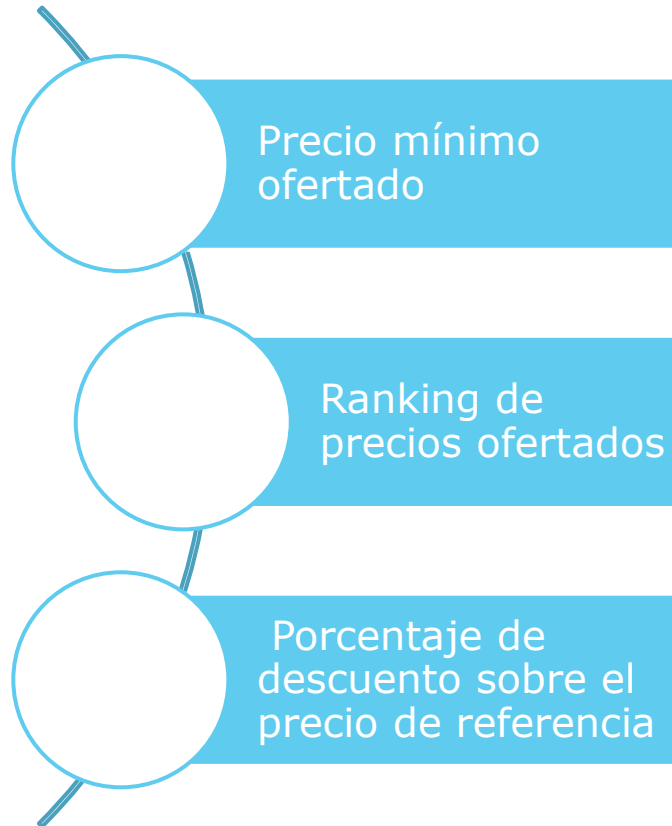 Precio mínimo
ofertado
Ranking de
precios ofertados
Porcentaje de
descuento sobre el
precio de referencia